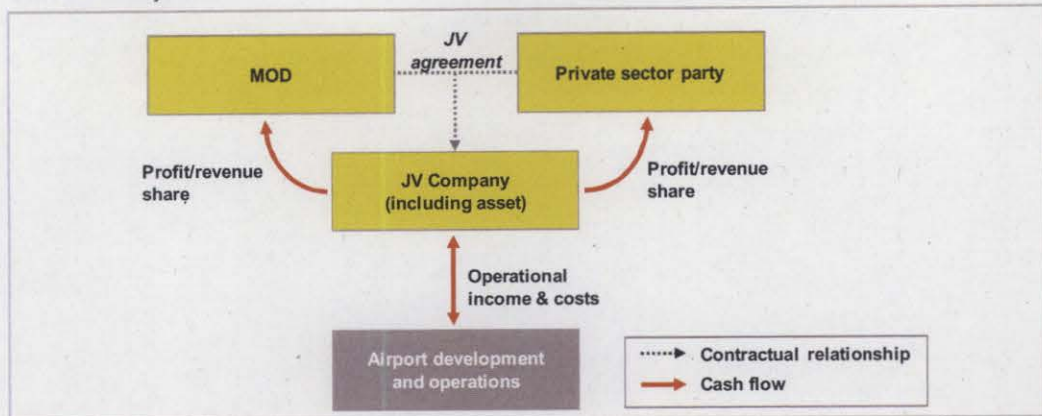 JV
agreement
MOD
Private sector party
Profit/revenue
share
JV Company
(including asset)
Profit/revenue
share
Operational
income & costs
Airport development
and operations
Contractual relationship
Cash flow